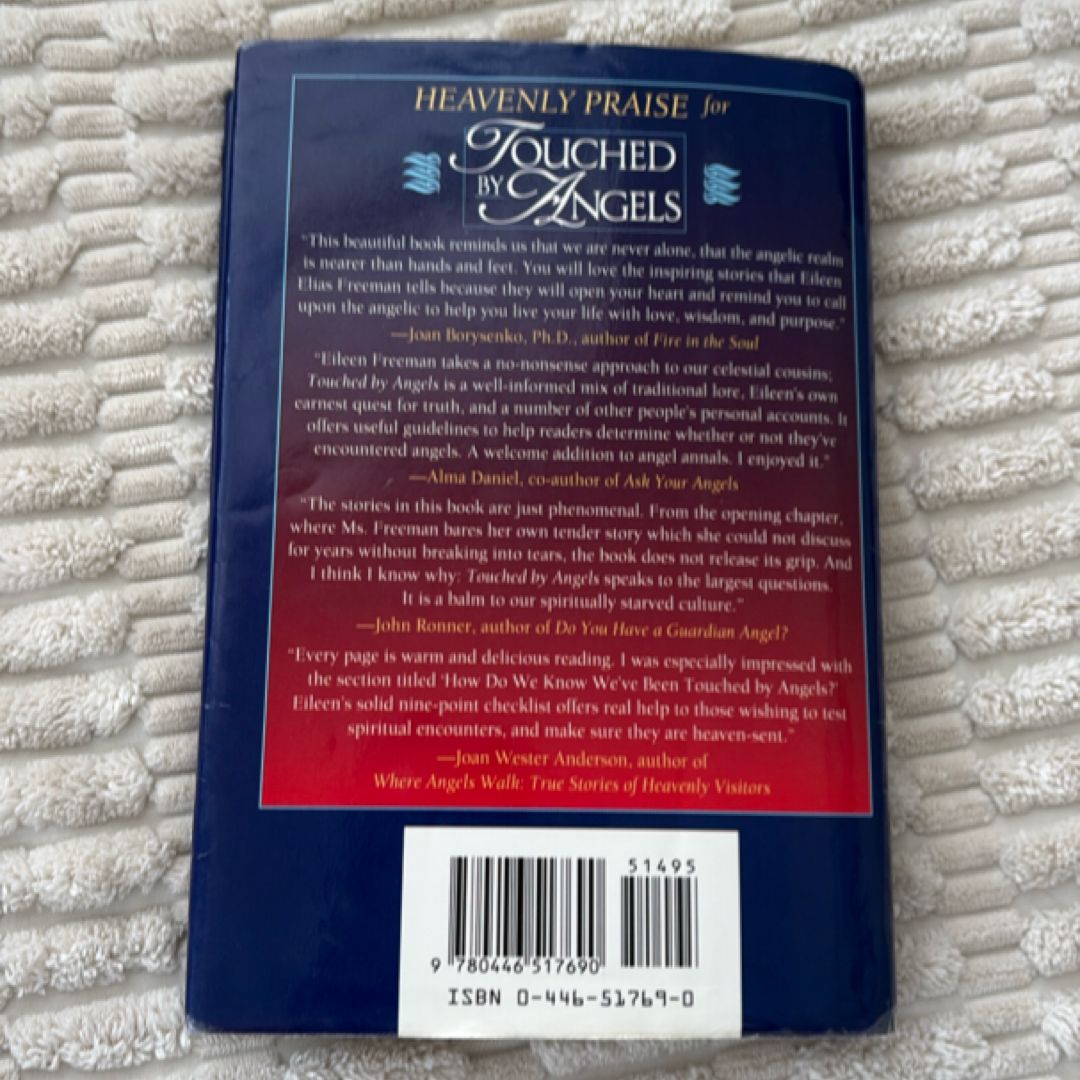 HEAVENLY PRAISE for
TOUCHED
BY ANGELS
"This beautiful book reminds us that we are never alone, that the angelic realm
is nearer than hands and feet. You will love the inspiring stories that Eileen
Elias Freeman tells because they will open your heart and remind you to call
upon the angelic to help you live your life with love, wisdom, and purpose."
—Joan Borysenko, Ph.D., author of Fire in the Soul
"Eileen Freeman takes a no-nonsense approach to our celestial cousins;
Touched by Angels is a well-informed mix of traditional lore, Eileen's own
earnest quest for truth, and a number of other people's personal accounts. It
offers useful guidelines to help readers determine whether or not they've
encountered angels. A welcome addition to angel annals. I enjoyed it."
—Alma Daniel, co-author of Ask Your Angels
"The stories in this book are just phenomenal. From the opening chapter,
where Ms. Freeman bares her own tender story which she could not discuss
for years without breaking into tears, the book does not release its grip. And
I think I know why: Touched by Angels speaks to the largest questions.
It is a balm to our spiritually starved culture."
—John Ronner, author of Do You Have a Guardian Angel?
"Every page is warm and delicious reading. I was especially impressed with
the section titled 'How Do We Know We've Been Touched by Angels?'
Eileen's solid nine-point checklist offers real help to those wishing to test
spiritual encounters, and make sure they are heaven-sent."
—Joan Wester Anderson, author of
Where Angels Walk: True Stories of Heavenly Visitors
51495
9 780446 517690
ISBN 0-446-51769-0